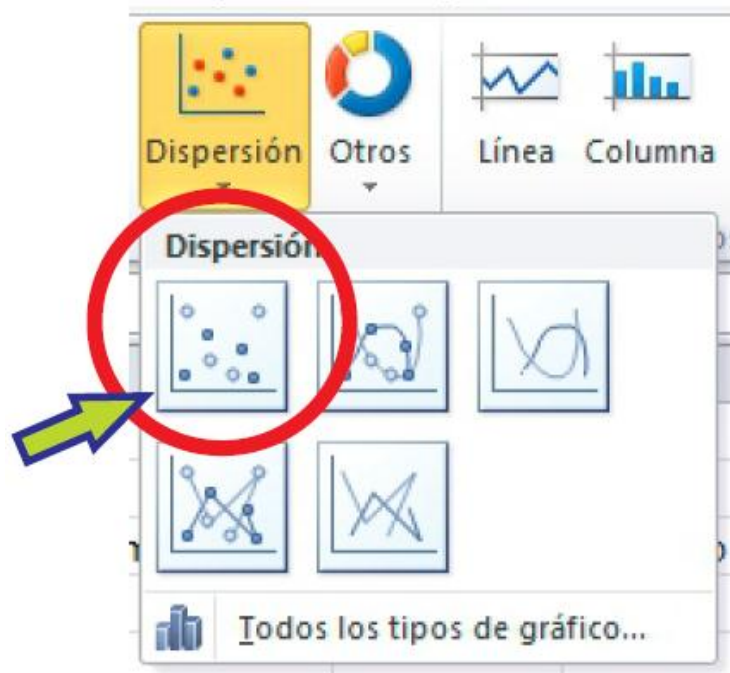 Dispersión Otros Línea Columna
Dispersión
Todos los tipos de gráfico...